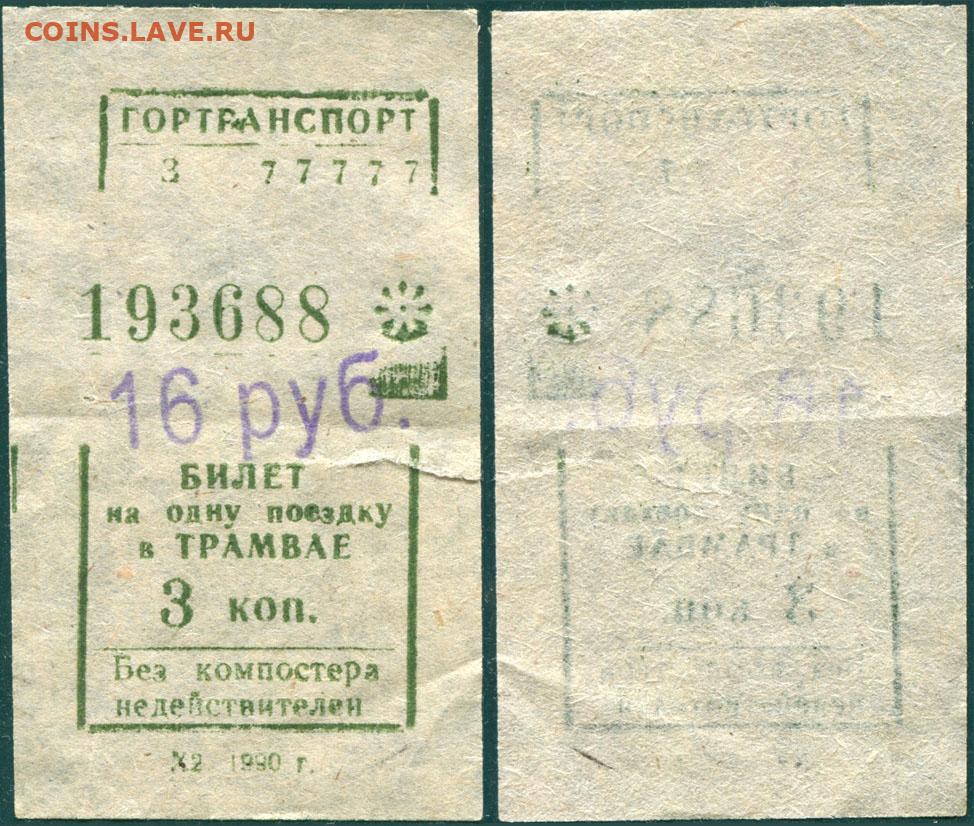 COINS.LAVE.RU
ГОРТРАНСПОРТ
3 77777
193688
16 руб.
БИЛЕТ
на одну поездку
в ТРАМВАЕ
3 коп.
Без компостера
недействителен
1990 г.